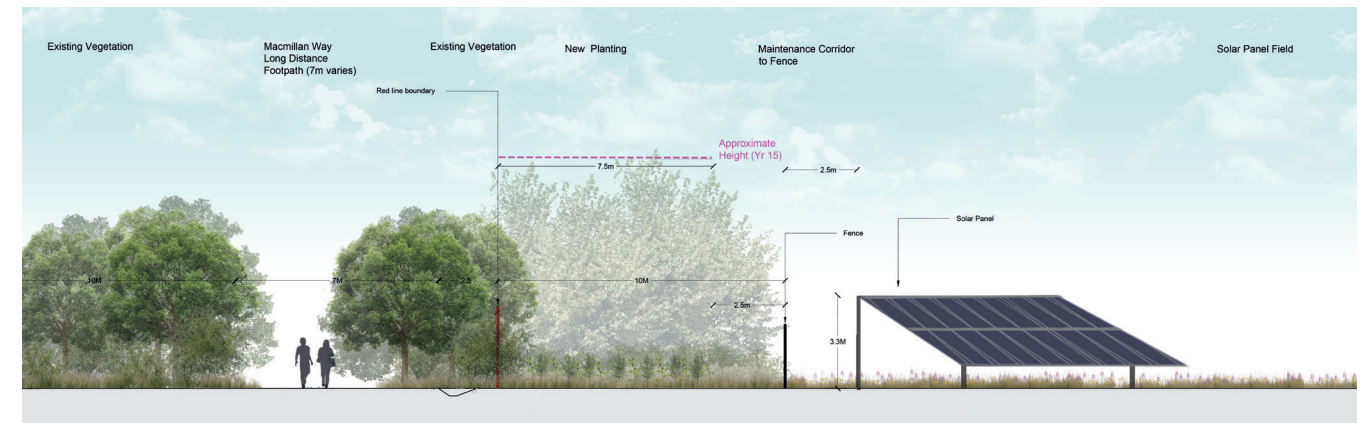 Existing Vegetation
Macmillan Way
Long Distance
Footpath (7m varies)
Existing Vegetation
New Planting
Maintenance Corridor
to Fence
Solar Panel Field
Red line boundary
Approximate
Height (Yr 15)
7.5m
2.5m
Solar Panel
Fence
10M
7M
2.5
10M
2.5m
3.3M